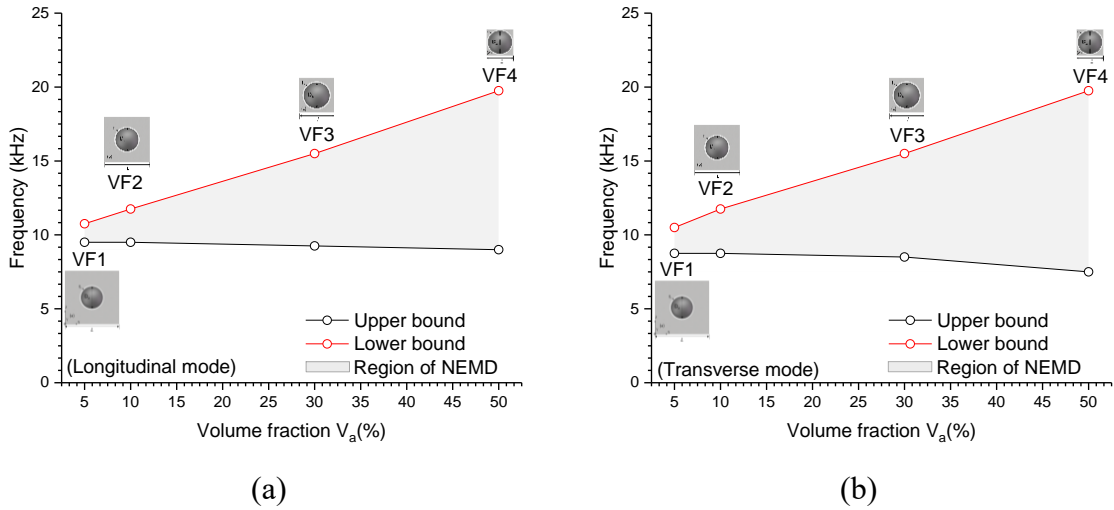 25
20
15
10
5
0
Frequency (kHz)
VF1
VF2
VF3
VF4
Upper bound
Lower bound
Region of NEMD
(Longitudinal mode)
5 10 15 20 25 30 35 40 45 50
Volume fraction Va(%)
(a)
25
20
15
10
5
0
Frequency (kHz)
VF1
VF2
VF3
VF4
Upper bound
Lower bound
Region of NEMD
(Transverse mode)
5 10 15 20 25 30 35 40 45 50
Volume fraction Va(%)
(b)